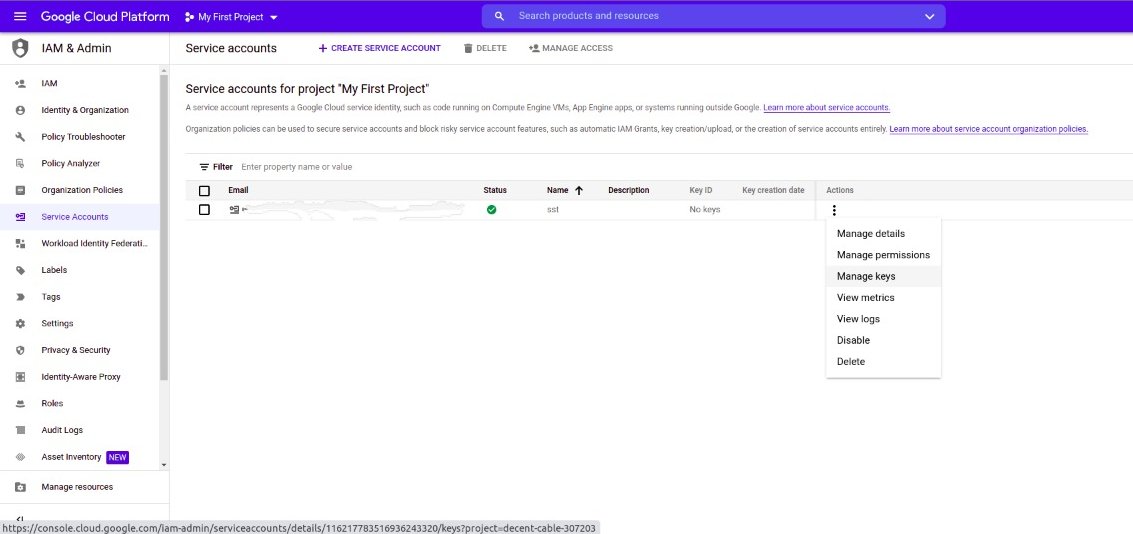 Google Cloud Platform My First Project Search products and resources
IAM & Admin Service accounts CREATE SERVICE ACCOUNT DELETE MANAGE ACCESS
IAM
Identity & Organization
Policy Troubleshooter
Policy Analyzer
Organization Policies
Service Accounts
Workload Identity Federati...
Labels
Tags
Settings
Privacy & Security
Identity-Aware Proxy
Roles
Audit Logs
Asset Inventory NEW
Manage resources
Service accounts for project "My First Project"
A service account represents a Google Cloud service identity, such as code running on Compute Engine VMs, App Engine apps, or systems running outside Google. Learn more about service accounts.
Organization policies can be used to secure service accounts and block risky service account features, such as automatic IAM Grants, key creation/upload, or the creation of service accounts entirely. Learn more about service account organization policies.
Filter Enter property name or value
Email Status Name Description Key ID Key creation date Actions
sst No keys
Manage details
Manage permissions
Manage keys
View metrics
View logs
Disable
Delete
https://console.cloud.google.com/iam-admin/serviceaccounts/details/116217783516936243320/keys?project=decent-cable-307203